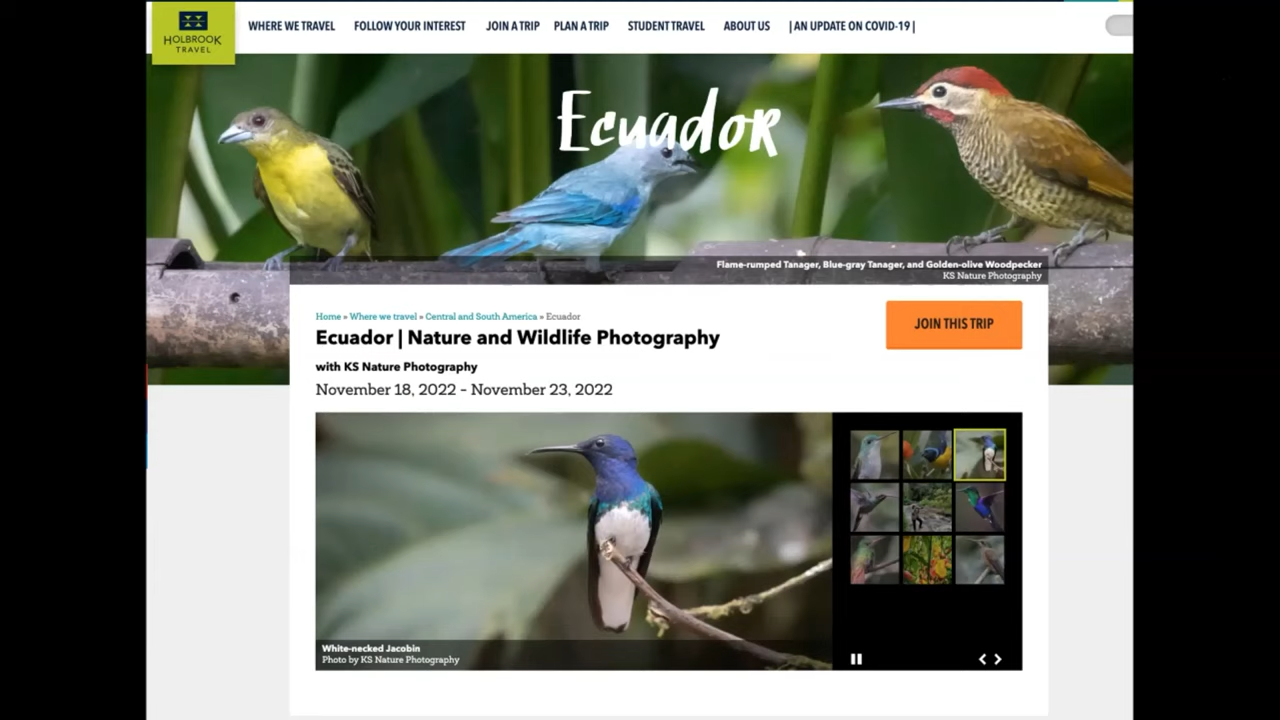 HOLBROOK
TRAVEL
WHERE WE TRAVEL FOLLOW YOUR INTEREST JOIN A TRIP PLAN A TRIP STUDENT TRAVEL ABOUT US | AN UPDATE ON COVID-19 |
Ecuador
Flame-rumped Tanager, Blue-gray Tanager, and Golden-olive Woodpecker
KS Nature Photography
Home » Where we travel » Central and South America » Ecuador
Ecuador | Nature and Wildlife Photography
JOIN THIS TRIP
with KS Nature Photography
November 18, 2022 - November 23, 2022
White-necked Jacobin
Photo by KS Nature Photography